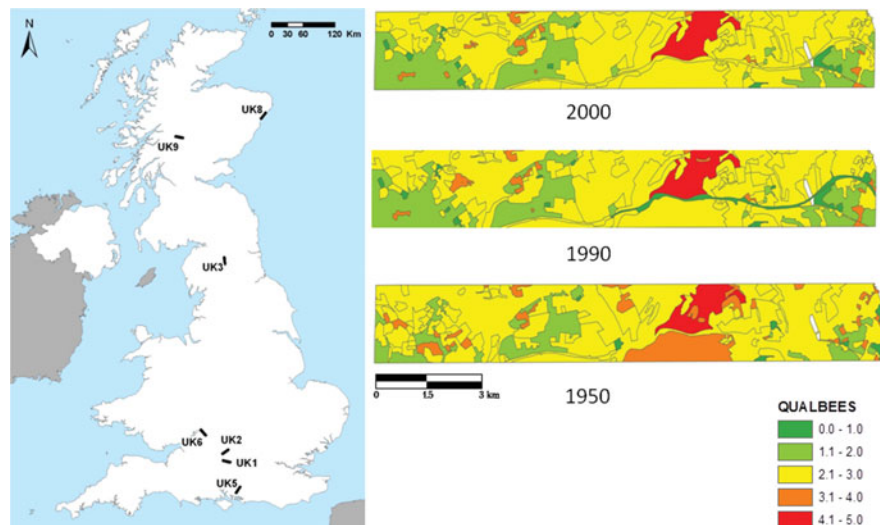 N
0 30 60 120 Km
UK8
UK9
UK3
UK6
UK2
UK1
UK5
2000
1990
1950
0 1.5 3 km
QUALBEES
0.0 - 1.0
1.1 - 2.0
2.1 - 3.0
3.1 - 4.0
4.1 - 5.0